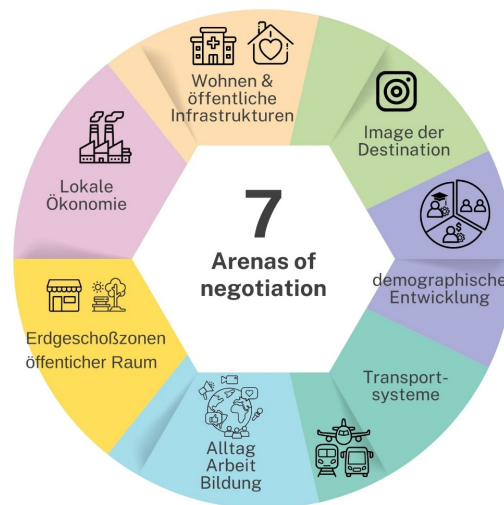 7
Arenas of
negotiation
Wohnen &
öffentliche
Infrastrukturen
Image der
Destination
demographische
Entwicklung
Transport-
systeme
Alltag
Arbeit
Bildung
Erdgeschoßzonen
öffenticher Raum
Lokale
Ökonomie